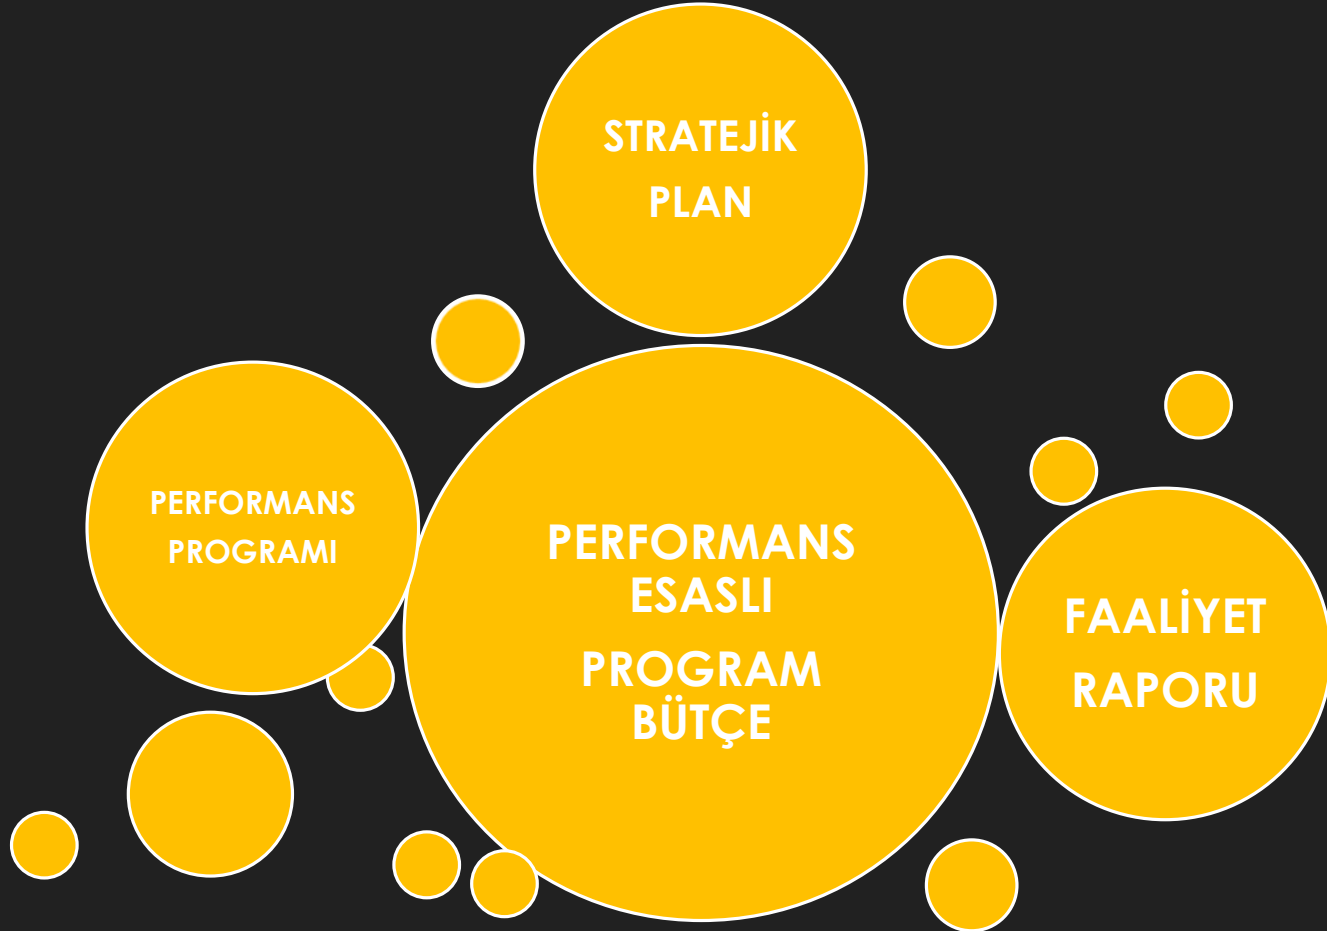 STRATEJİK
PLAN
PERFORMANS
PROGRAMI
PERFORMANS
ESASLI
PROGRAM
BÜTÇE
FAALİYET
RAPORU